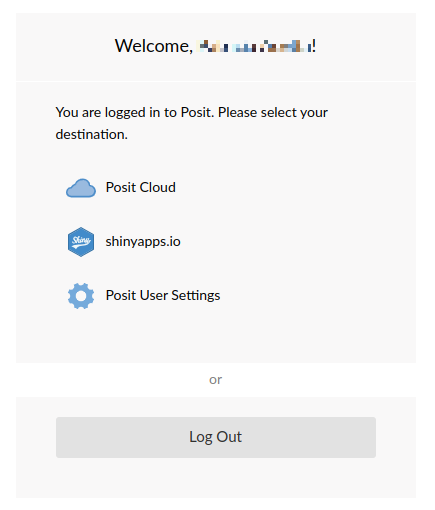 Welcome, !
You are logged in to Posit. Please select your
destination.
Posit Cloud
Shiny
shinyapps.io
Posit User Settings
or
Log Out